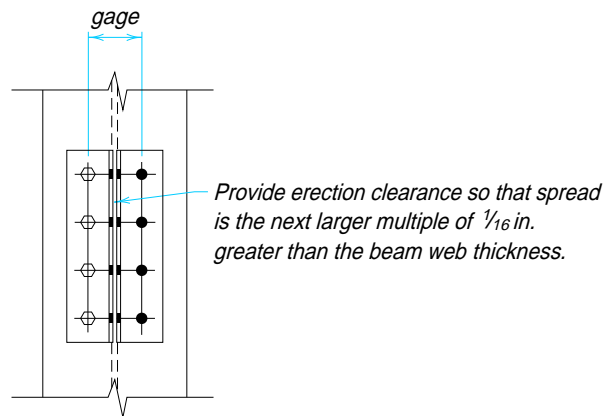 gage
Provide erection clearance so that spread
is the next larger multiple of 1/16 in.
greater than the beam web thickness.